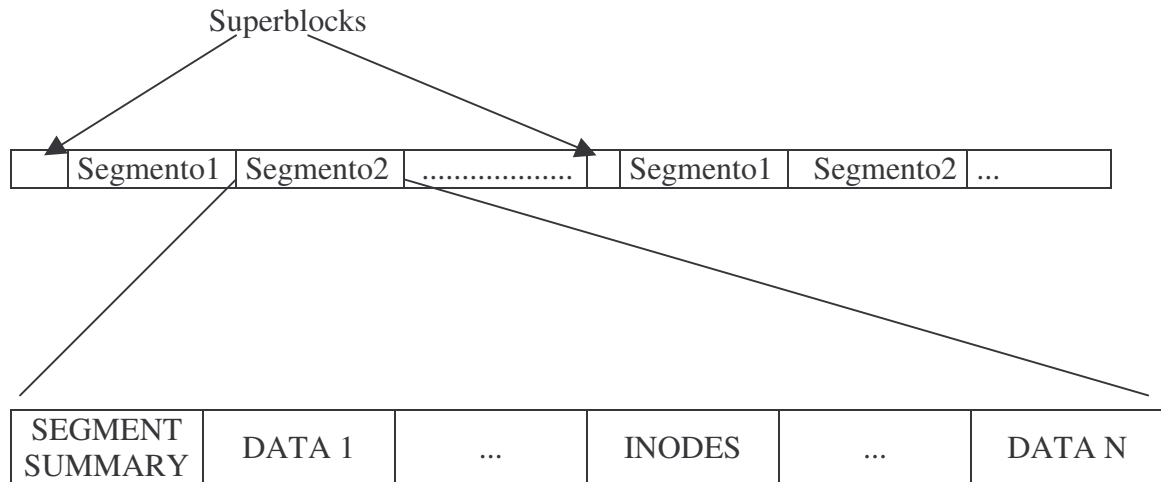 Superblocks
Segmento1 Segmento2 ................... Segmento1 Segmento2 ...
SEGMENT SUMMARY DATA 1 ... INODES ... DATA N